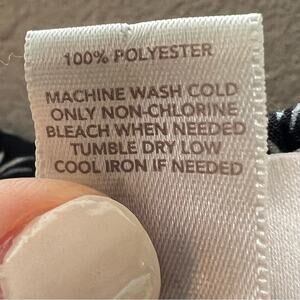 100% POLYESTER
MACHINE WASH COLD
ONLY NON-CHLORINE
BLEACH WHEN NEEDED
TUMBLE DRY LOW
COOL IRON IF NEEDED